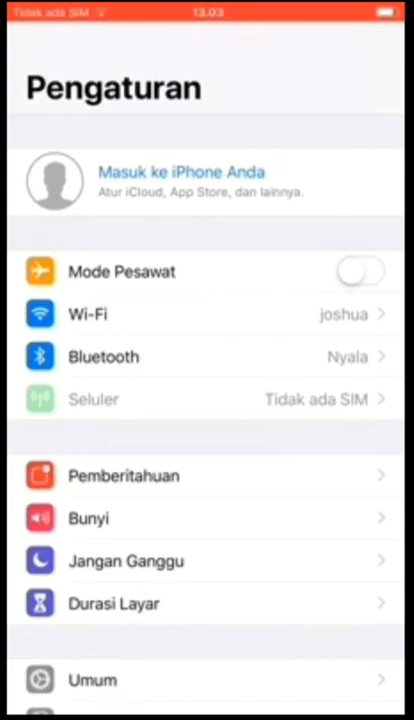 Tidak ada SIM
13.03
Pengaturan
Masuk ke iPhone Anda
Atur iCloud, App Store, dan lainnya.
Mode Pesawat
Wi-Fi joshua
Bluetooth Nyala
Seluler Tidak ada SIM
Pemberitahuan
Bunyi
Jangan Ganggu
Durasi Layar
Umum